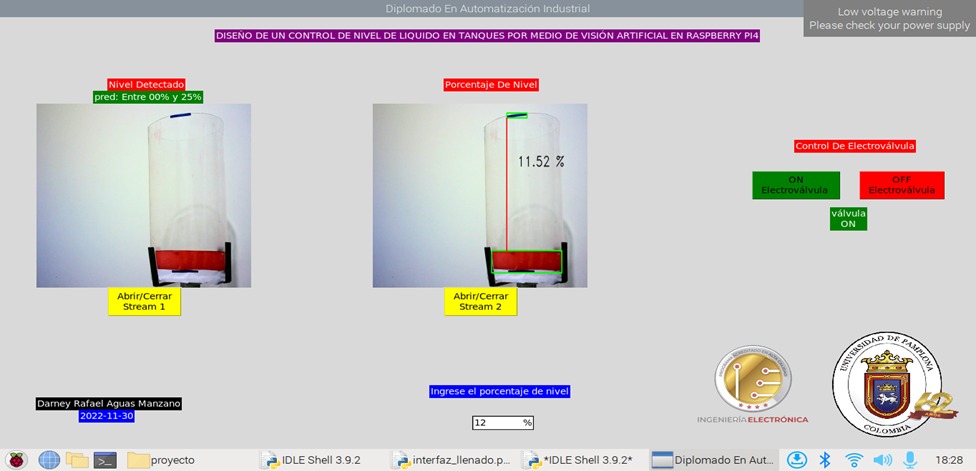 Diplomado En Automatización Industrial
Low voltage warning
Please check your power supply
DISEÑO DE UN CONTROL DE NIVEL DE LIQUIDO EN TANQUES POR MEDIO DE VISIÓN ARTIFICIAL EN RASPBERRY PI4
Nivel Detectado
pred: Entre 00% y 25%
Porcentaje De Nivel
11.52 %
Control De Electroválvula
ON
Electroválvula
OFF
Electroválvula
válvula
ON
Abrir/Cerrar
Stream 1
Abrir/Cerrar
Stream 2
INGENIERÍA ELECTRÓNICA
UNIVERSIDAD DE PAMPLONA
COLOMBIA
Ingrese el porcentaje de nivel
12 %
Darney Rafael Aguas Manzano
2022-11-30
proyecto
IDLE Shell 3.9.2
interfaz_llenado.p...
*IDLE Shell 3.9.2*
Diplomado En Aut...
18:28